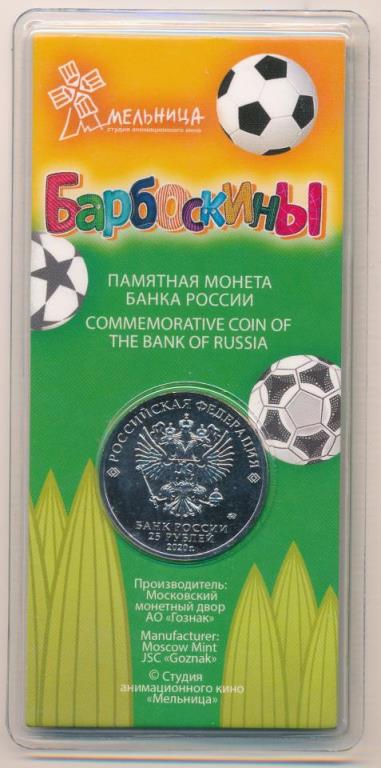 Мельница
студия анимационного кино
Барбоскины
ПАМЯТНАЯ МОНЕТА
БАНКА РОССИИ
COMMEMORATIVE COIN OF
THE BANK OF RUSSIA
РОССИЙСКАЯ ФЕДЕРАЦИЯ
БАНК РОССИИ
25 РУБЛЕЙ
2020 г.
Производитель:
Московский
монетный двор
АО «Гознак»
Manufacturer:
Moscow Mint
JSC «Goznak»
© Студия
анимационного кино
«Мельница»